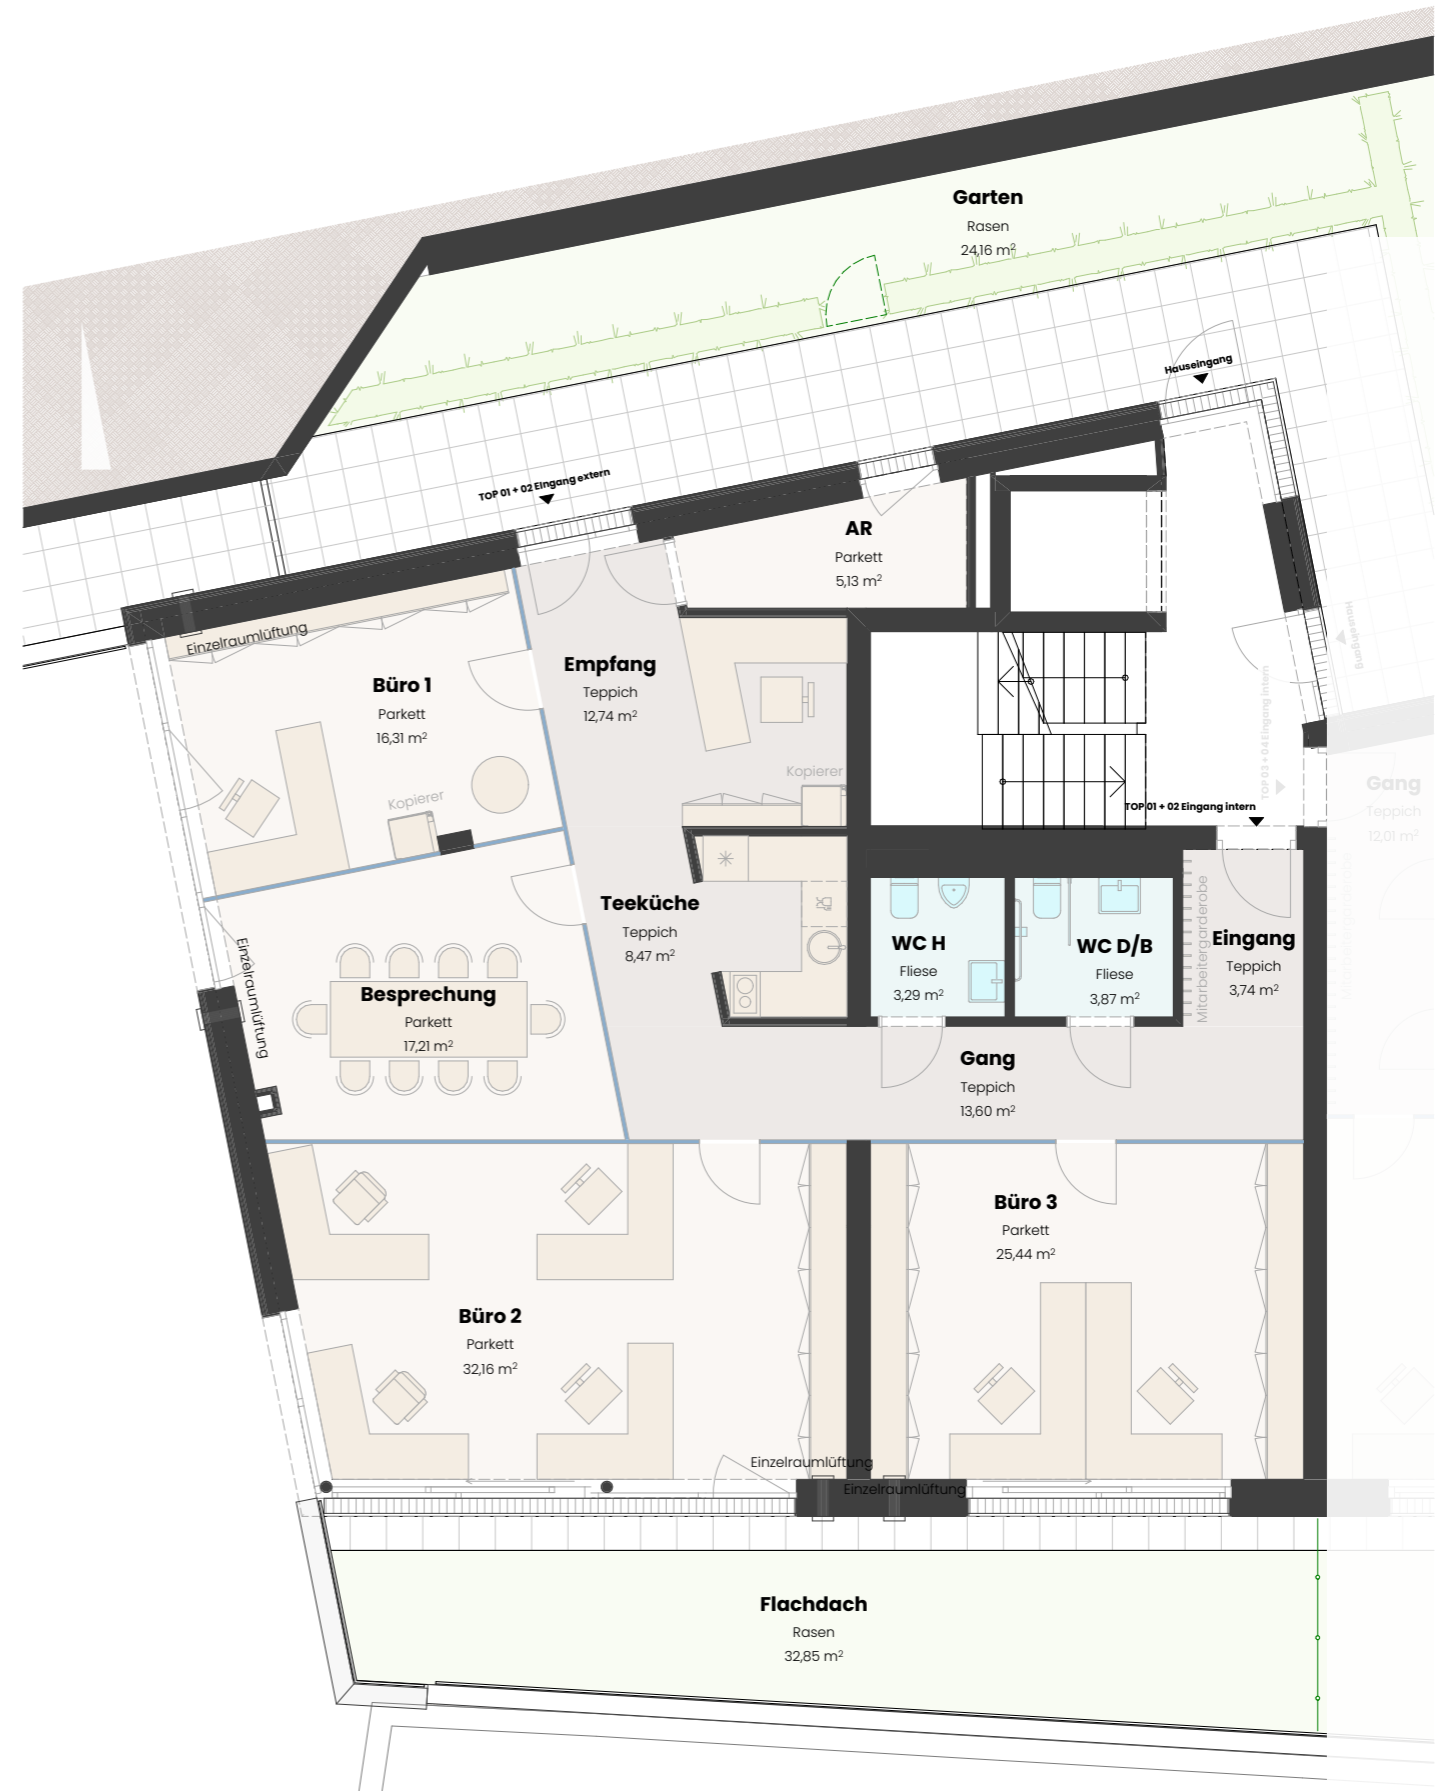 Garten
Rasen
24,16 m²
Hauseingang
TOP 01 + 02 Eingang extern
AR
Parkett
5,13 m²
Einzelraumlüftung
Büro 1
Parkett
16,31 m²
Kopierer
Empfang
Teppich
12,74 m²
Kopierer
Hauseingang
TOP 03 + 04 Eingang intern
TOP 01 + 02 Eingang intern
Gang
Teppich
12,01 m²
Teeküche
Teppich
8,47 m²
WC H
Fliese
3,29 m²
WC D/B
Fliese
3,87 m²
Mitarbeitergarderobe
Eingang
Teppich
3,74 m²
Einzelraumlüftung
Besprechung
Parkett
17,21 m²
Gang
Teppich
13,60 m²
Büro 2
Parkett
32,16 m²
Büro 3
Parkett
25,44 m²
Einzelraumlüftung
Einzelraumlüftung
Flachdach
Rasen
32,85 m²